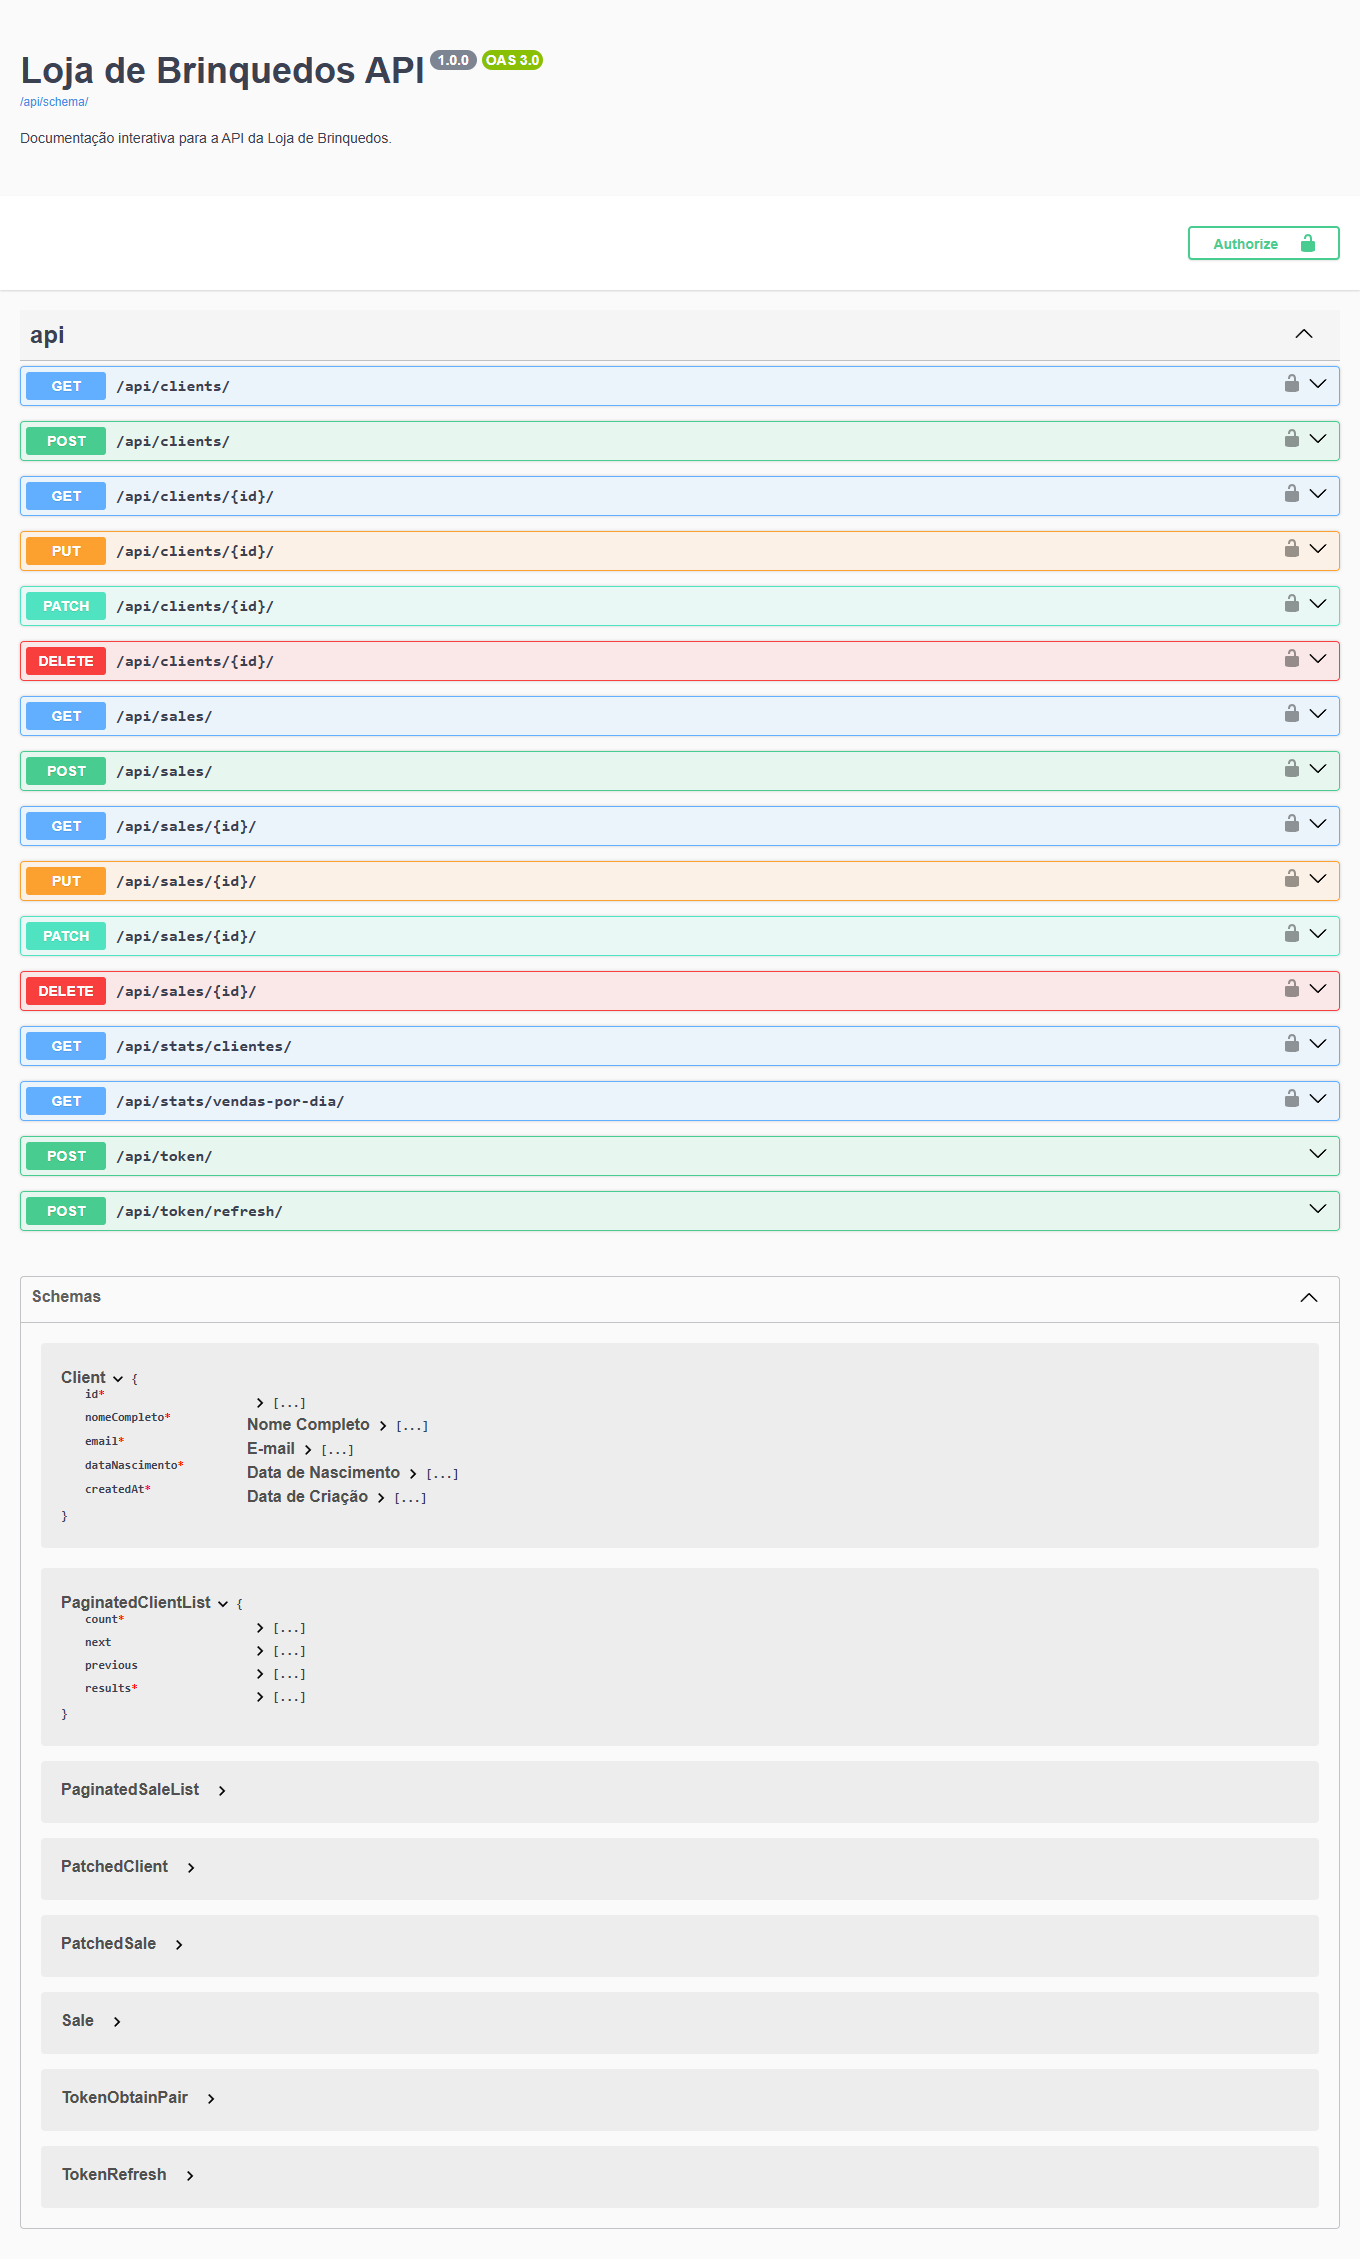 Loja de Brinquedos API 1.0.0 OAS 3.0
/api/schema/
Documentação interativa para a API da Loja de Brinquedos.
Authorize
api
GET /api/clients/
POST /api/clients/
GET /api/clients/{id}/
PUT /api/clients/{id}/
PATCH /api/clients/{id}/
DELETE /api/clients/{id}/
GET /api/sales/
POST /api/sales/
GET /api/sales/{id}/
PUT /api/sales/{id}/
PATCH /api/sales/{id}/
DELETE /api/sales/{id}/
GET /api/stats/clientes/
GET /api/stats/vendas-por-dia/
POST /api/token/
POST /api/token/refresh/
Schemas
Client {
id* [...]
nomeCompleto* Nome Completo [...]
email* E-mail [...]
dataNascimento* Data de Nascimento [...]
createdAt* Data de Criação [...]
}
PaginatedClientList {
count* [...]
next [...]
previous [...]
results* [...]
}
PaginatedSaleList
PatchedClient
PatchedSale
Sale
TokenObtainPair
TokenRefresh